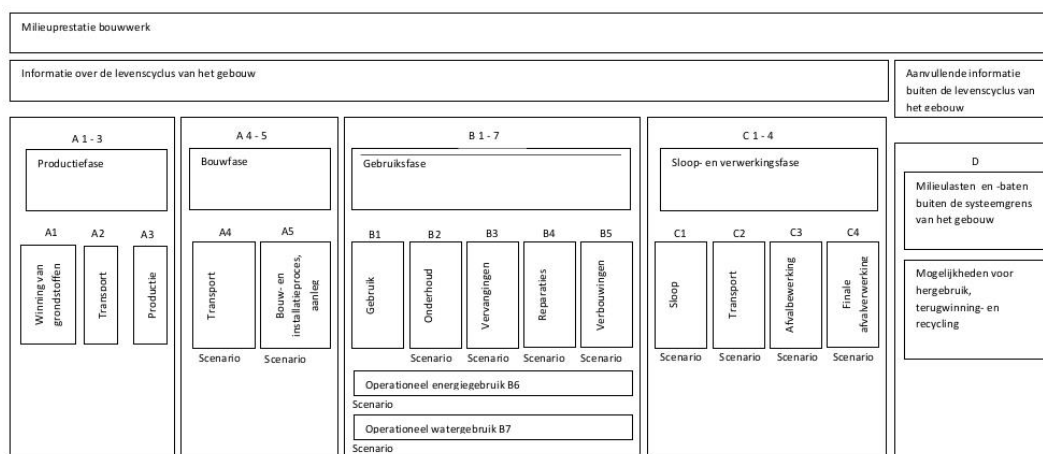 Milieuprestatie bouwwerk
Informatie over de levenscyclus van het gebouw
Aanvullende informatie
buiten de levenscyclus van
het gebouw
A 1 - 3
Productiefase
A1
A2
A3
Winning van
grondstoffen
Transport
Productie
A 4 - 5
Bouwfase
A4
A5
Transport
Bouw- en
installatieproces,
aanleg
Scenario
Scenario
B 1 - 7
Gebruiksfase
B1
B2
B3
B4
B5
Gebruik
Onderhoud
Vervangingen
Reparaties
Verbouwingen
Scenario
Scenario
Scenario
Scenario
Operationeel energiegebruik B6
Scenario
Operationeel watergebruik B7
Scenario
C 1 - 4
Sloop- en verwerkingsfase
C1
C2
C3
C4
Sloop
Transport
Afvalbewerking
Finale
afvalverwerking
Scenario
Scenario
Scenario
Scenario
D
Milieulasten en -baten
buiten de systeemgrens
van het gebouw
Mogelijkheden voor
hergebruik,
terugwinning- en
recycling